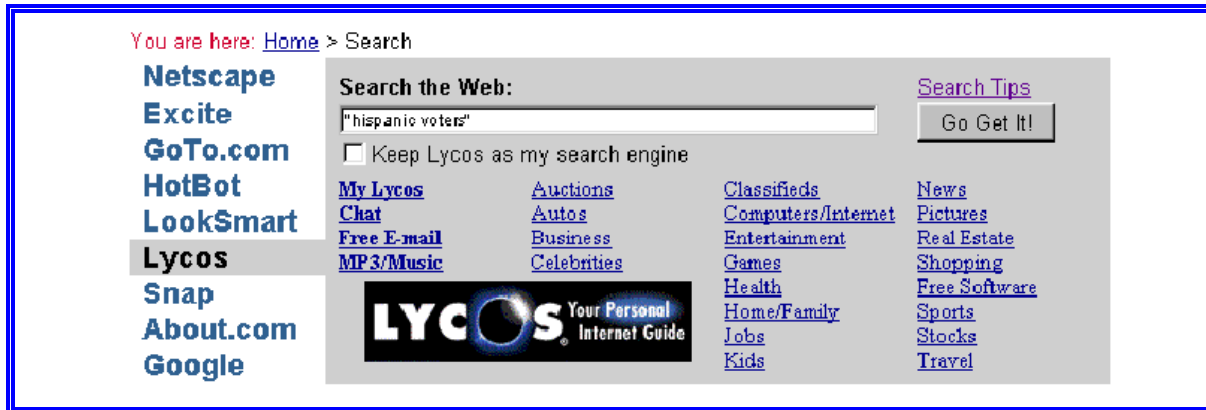 You are here: Home > Search
Netscape
Excite
GoTo.com
HotBot
LookSmart
Lycos
Snap
About.com
Google
Search the Web:
Search Tips
"hispanic voters"
Go Get It!
Keep Lycos as my search engine
My Lycos
Chat
Free E-mail
MP3/Music
Auctions
Autos
Business
Celebrities
Classifieds
Computers/Internet
Entertainment
Games
Health
Home/Family
Jobs
Kids
News
Pictures
Real Estate
Shopping
Free Software
Sports
Stocks
Travel
LYCOS®
Your Personal
Internet Guide